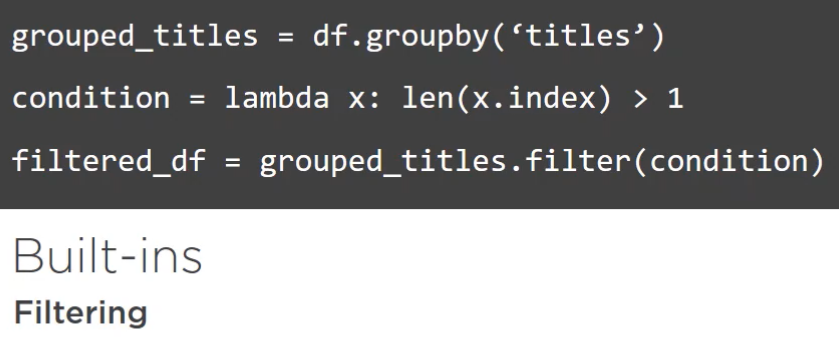 grouped_titles = df.groupby(‘titles’)
condition = lambda x: len(x.index) > 1
filtered_df = grouped_titles.filter(condition)
Built-ins
Filtering